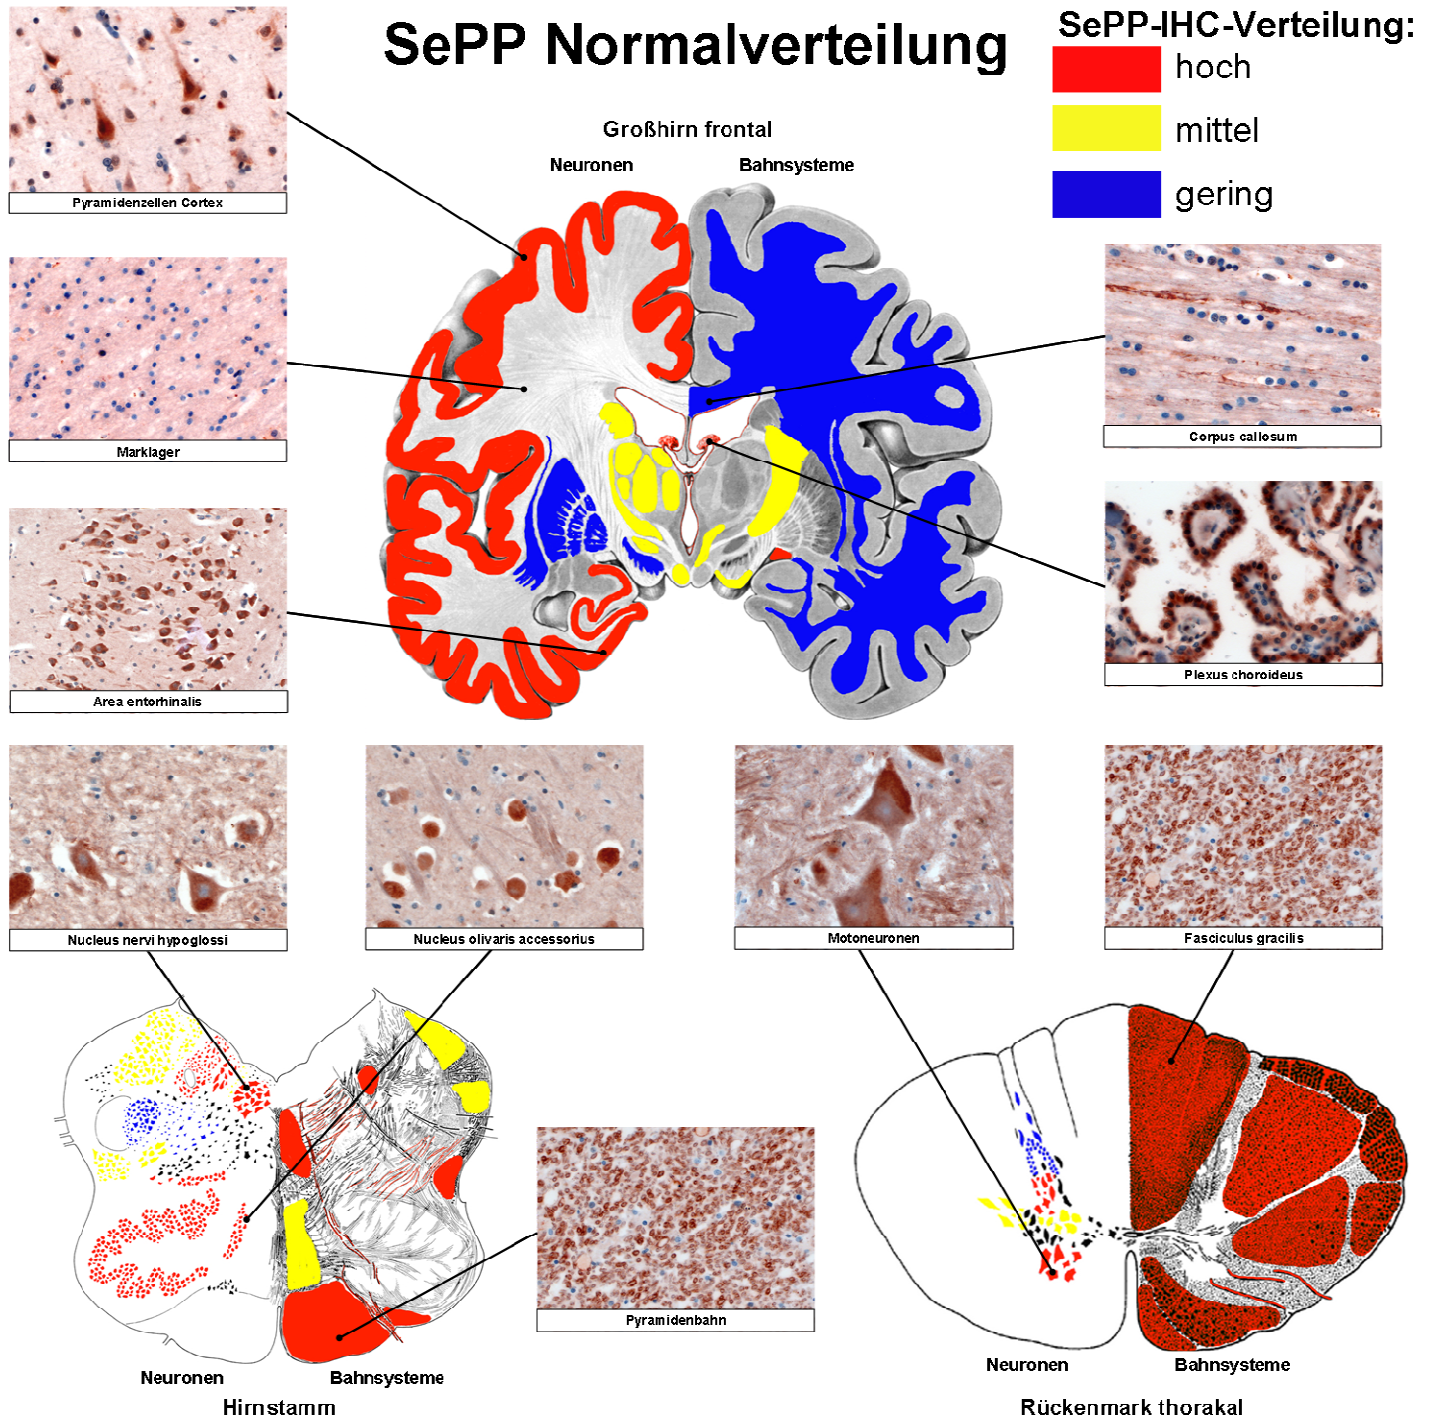 SePP Normalverteilung
SePP-IHC-Verteilung:
hoch
mittel
gering
Großhirn frontal
Neuronen
Bahnsysteme
Pyramidenzellen Cortex
Marklager
Area entorhinalis
Corpus callosum
Plexus choroideus
Nucleus nervi hypoglossi
Nucleus olivaris accessorius
Motoneuronen
Fasciculus gracilis
Pyramidenbahn
Neuronen
Bahnsysteme
Hirnstamm
Neuronen
Bahnsysteme
Rückenmark thorakal